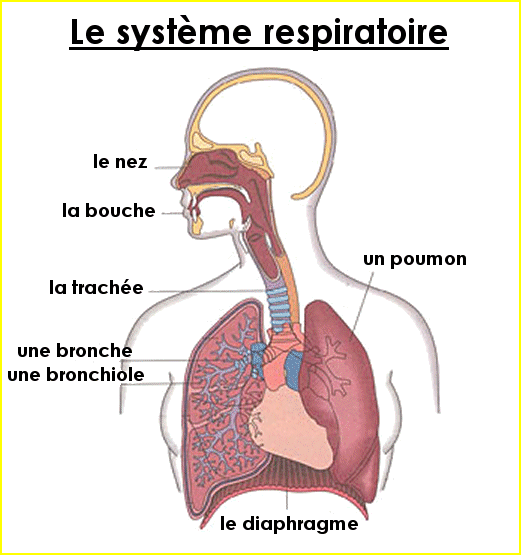 Le système respiratoire
le nez
la bouche
un poumon
la trachée
une bronche
une bronchiole
le diaphragme